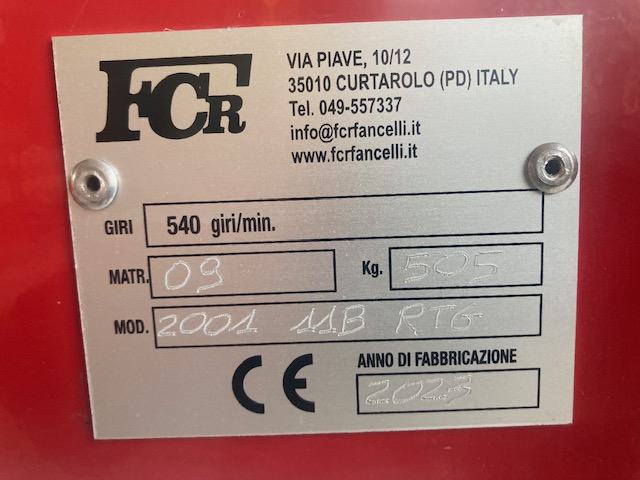 FCR
VIA PIAVE, 10/12
35010 CURTAROLO (PD) ITALY
Tel. 049-557337
info@fcrfancelli.it
www.fcrfancelli.it
GIRI 540 giri/min.
MATR. 09 Kg. 505
MOD. 2001 11B RTG
CE ANNO DI FABBRICAZIONE
2023